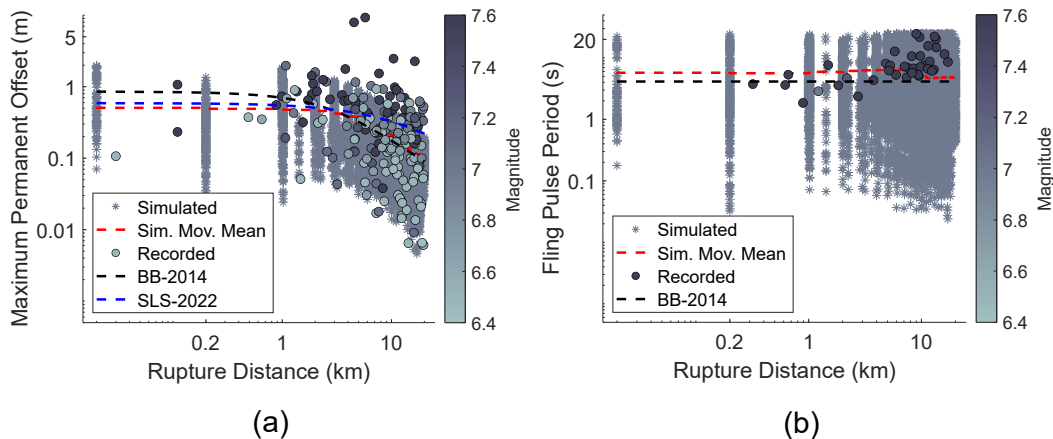 Maximum Permanent Offset (m)
5
1
0.1
0.01
Simulated
Sim. Mov. Mean
Recorded
BB-2014
SLS-2022
0.2
1
10
Rupture Distance (km)
7.6
7.4
7.2
7
6.8
6.6
6.4
Magnitude
(a)
Fling Pulse Period (s)
20
1
0.1
Simulated
Sim. Mov. Mean
Recorded
BB-2014
0.2
1
10
Rupture Distance (km)
7.6
7.4
7.2
7
6.8
6.6
6.4
Magnitude
(b)